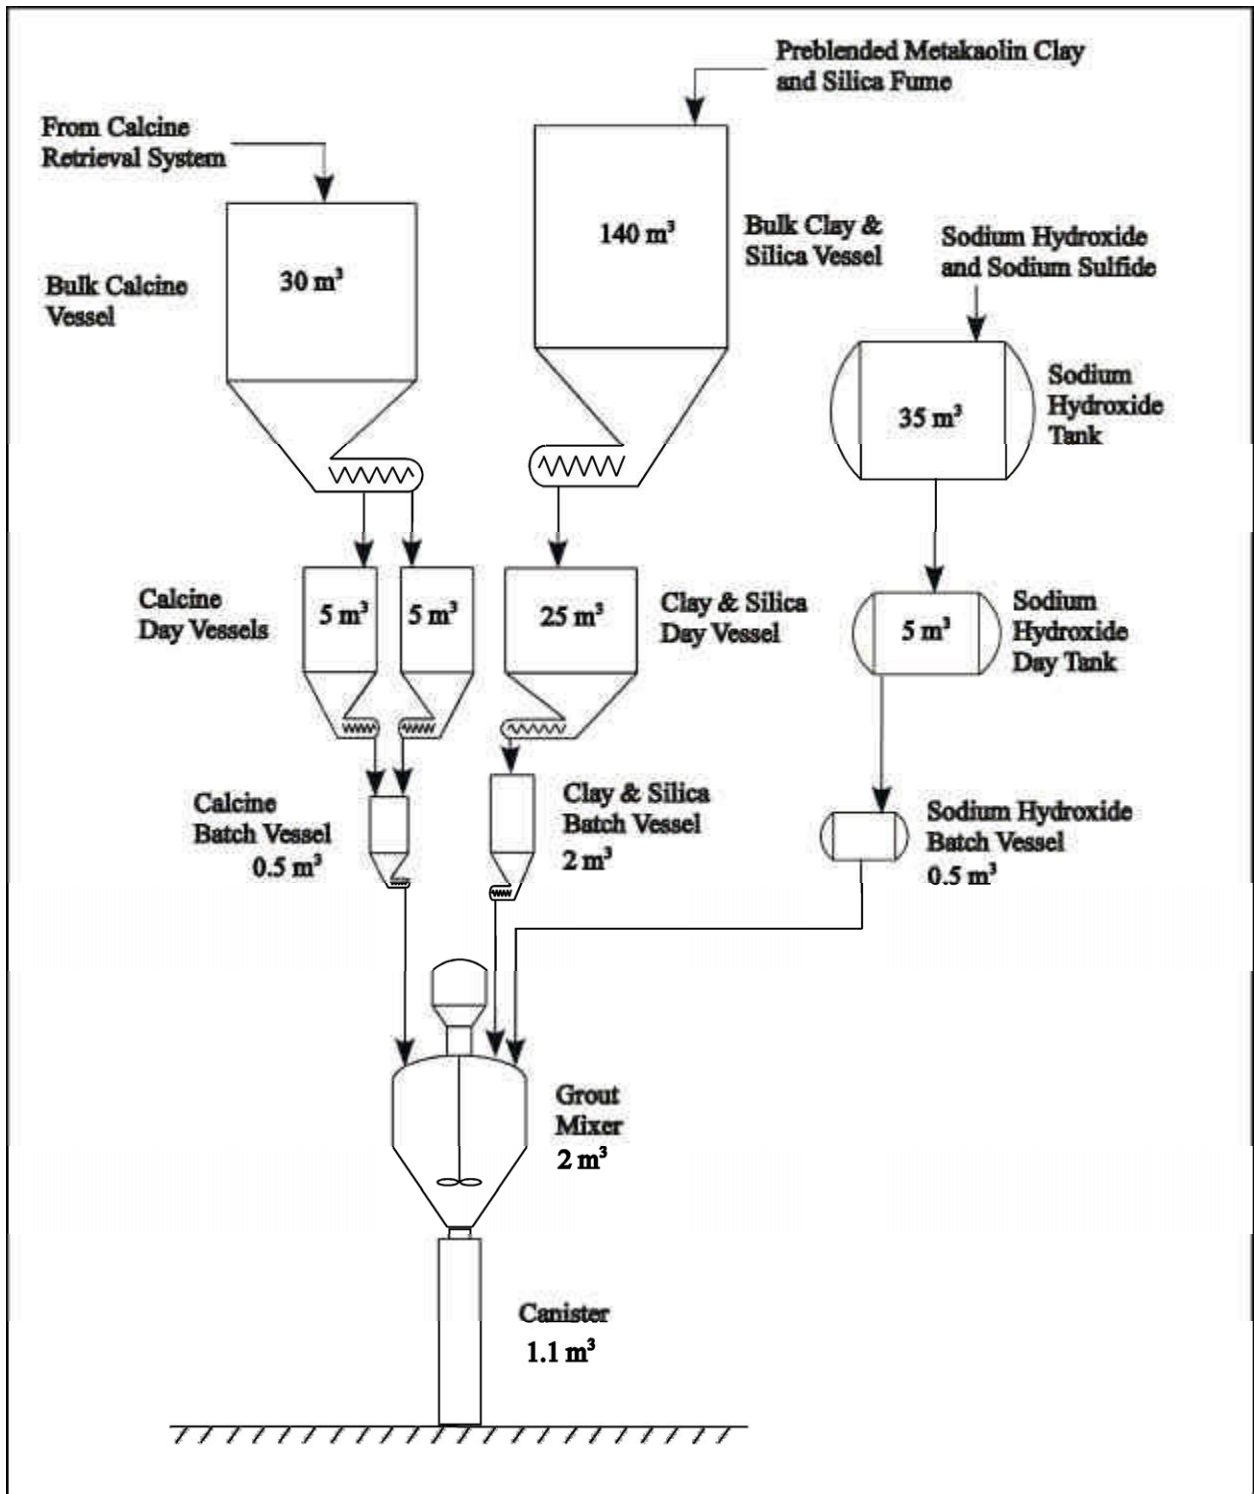 Preblended Metakaolin Clay
and Silica Fume
From Calcine
Retrieval System
140 m³
Bulk Clay &
Silica Vessel
Sodium Hydroxide
and Sodium Sulfide
Bulk Calcine
Vessel
30 m³
35 m³
Sodium
Hydroxide
Tank
Calcine
Day Vessels
5 m³
5 m³
25 m³
Clay & Silica
Day Vessel
5 m³
Sodium
Hydroxide
Day Tank
Calcine
Batch Vessel
0.5 m³
Clay & Silica
Batch Vessel
2 m³
Sodium Hydroxide
Batch Vessel
0.5 m³
Grout
Mixer
2 m³
Canister
1.1 m³